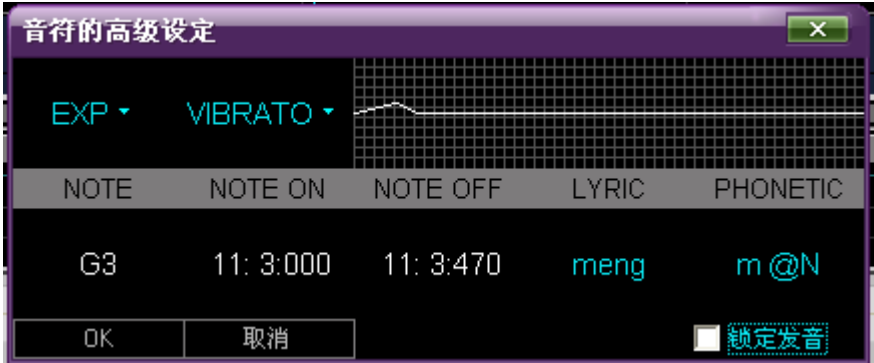 音符的高级设定
EXP VIBRATO
NOTE NOTE ON NOTE OFF LYRIC PHONETIC
G3 11: 3:000 11: 3:470 meng m @N
OK 取消 锁定发音